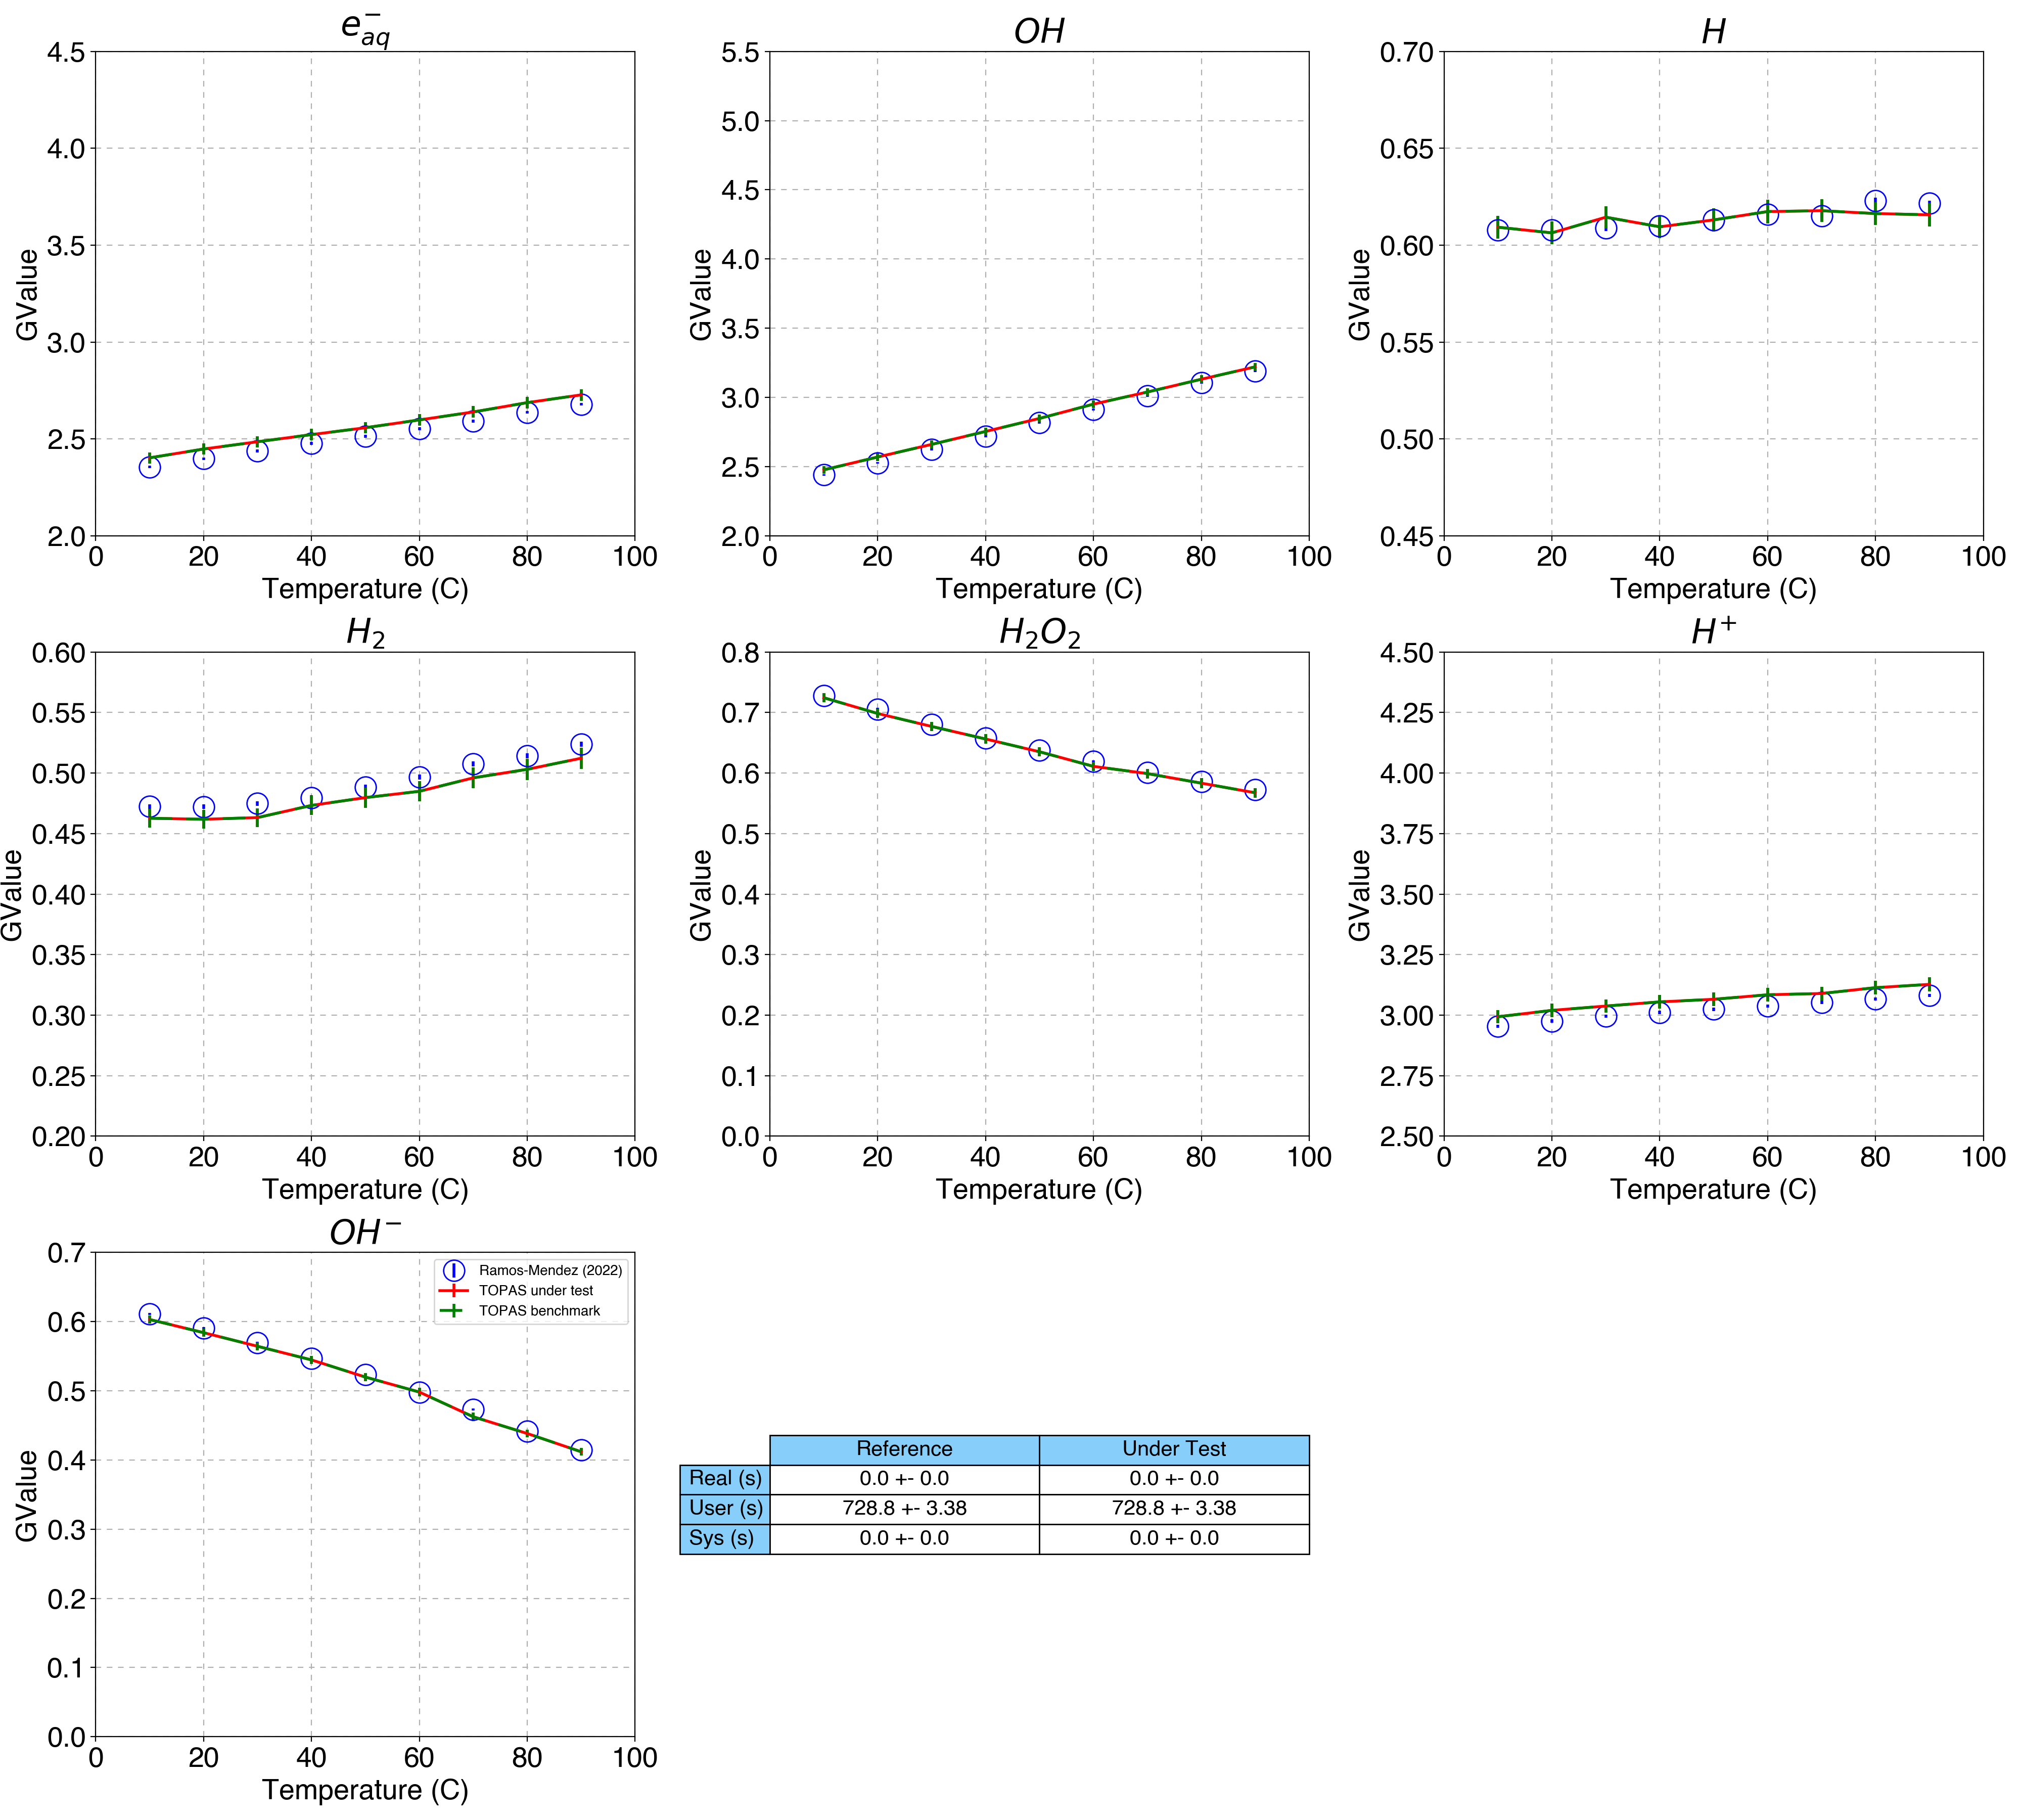 e⁻aq
4.5
4.0
3.5
3.0
2.5
2.0
GValue
0 20 40 60 80 100
Temperature (C)
OH
5.5
5.0
4.5
4.0
3.5
3.0
2.5
2.0
GValue
0 20 40 60 80 100
Temperature (C)
H
0.70
0.65
0.60
0.55
0.50
0.45
GValue
0 20 40 60 80 100
Temperature (C)
H₂
0.60
0.55
0.50
0.45
0.40
0.35
0.30
0.25
0.20
GValue
0 20 40 60 80 100
Temperature (C)
H₂O₂
0.8
0.7
0.6
0.5
0.4
0.3
0.2
0.1
0.0
GValue
0 20 40 60 80 100
Temperature (C)
H⁺
4.50
4.25
4.00
3.75
3.50
3.25
3.00
2.75
2.50
GValue
0 20 40 60 80 100
Temperature (C)
OH⁻
0.7
0.6
0.5
0.4
0.3
0.2
0.1
0.0
GValue
0 20 40 60 80 100
Temperature (C)
Ramos-Mendez (2022)
TOPAS under test
TOPAS benchmark
Reference Under Test
Real (s) 0.0 +- 0.0 0.0 +- 0.0
User (s) 728.8 +- 3.38 728.8 +- 3.38
Sys (s) 0.0 +- 0.0 0.0 +- 0.0